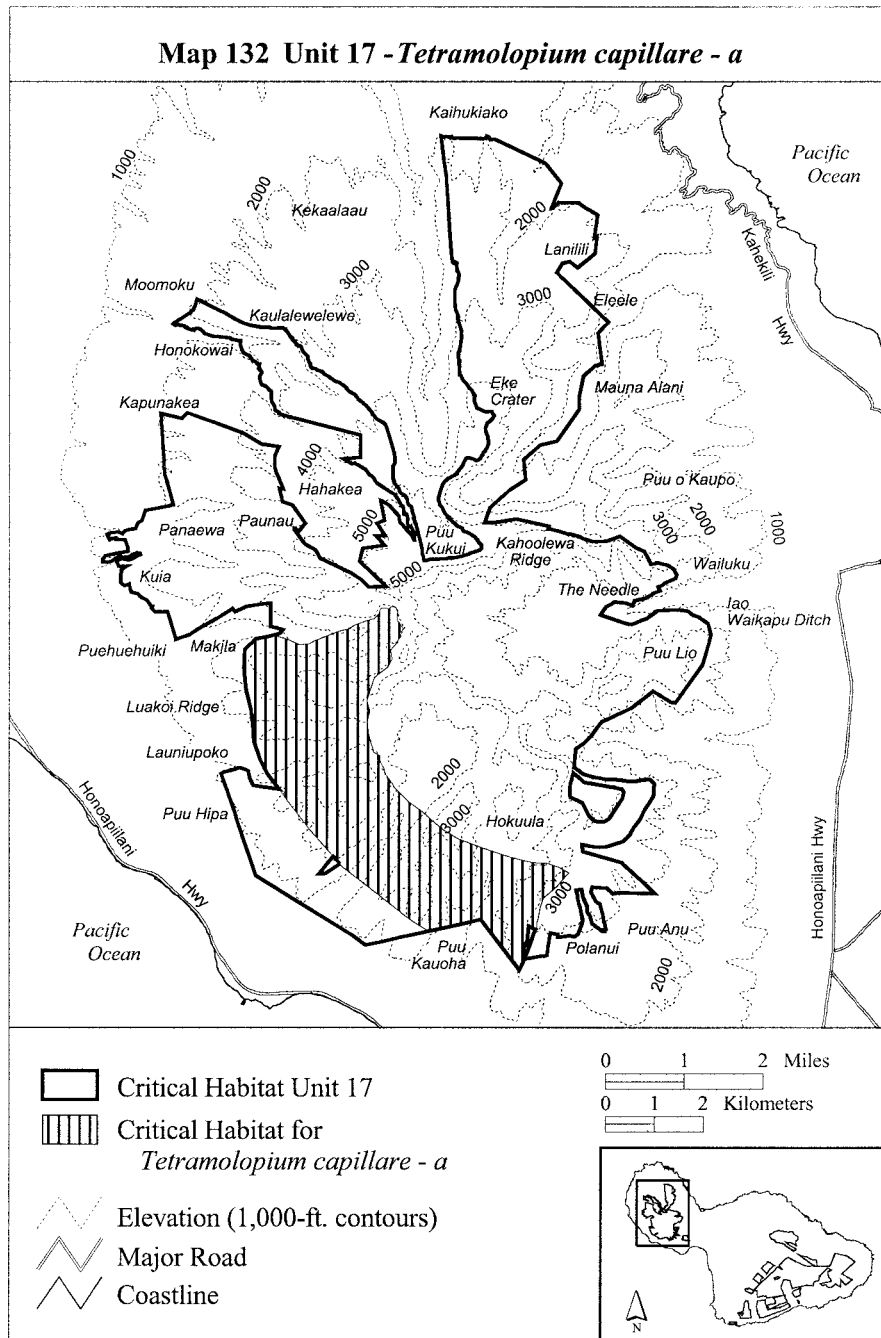 Map 132 Unit 17 - Tetramolopium capillare - a
Kaihukiako
Pacific
Ocean
1000
2000
Kekaalaau
2000
Lanilili
Kahekili
Hwy
3000
Moomoku
Kaulalewelewe
3000
Eleele
Honokowai
Eke
Crater
Mauna Alani
Kapunakea
4000
Hahakea
Puu o Kaupo
Panaewa
Paunau
5000
Puu
Kukui
Kahoolewa
Ridge
3000
2000
1000
Wailuku
5000
Kuia
The Needle
Iao
Waikapu Ditch
Puehuehuiki
Makila
Puu Lio
Luakoi Ridge
Launiupoko
2000
Honoapiilani
Hwy
Puu Hipa
3000
Hokuula
Honoapiilani Hwy
3000
Pacific
Ocean
Puu
Kauoha
Polanui
Puu Anu
2000
Critical Habitat Unit 17
Critical Habitat for
Tetramolopium capillare - a
Elevation (1,000-ft. contours)
Major Road
Coastline
0 1 2 Miles
0 1 2 Kilometers
N